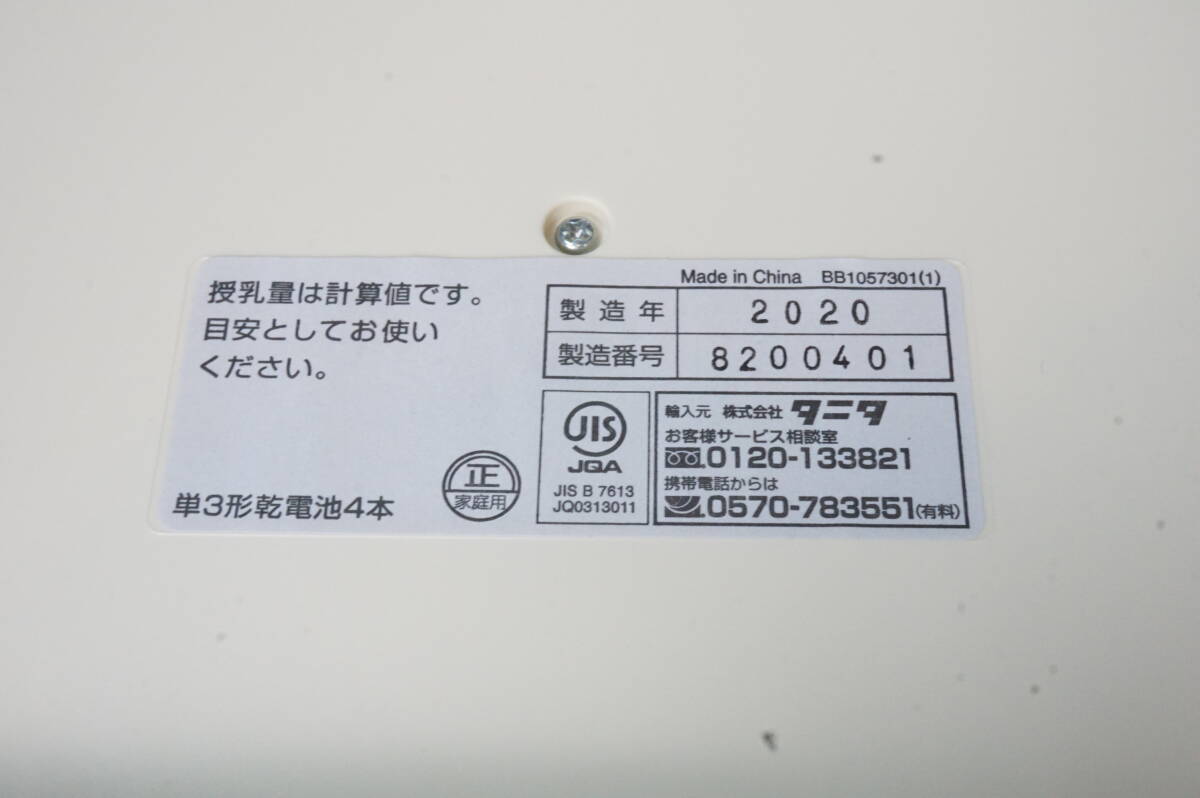 授乳量は計算値です。
目安としてお使い
ください。
単3形乾電池4本
正
家庭用
Made in China BB1057301(1)
製造年 2020
製造番号 8200401
JIS
JQA
JIS B 7613
JQ0313011
輸入元 株式会社 タニタ
お客様サービス相談室
0120-133821
携帯電話からは
0570-783551(有料)